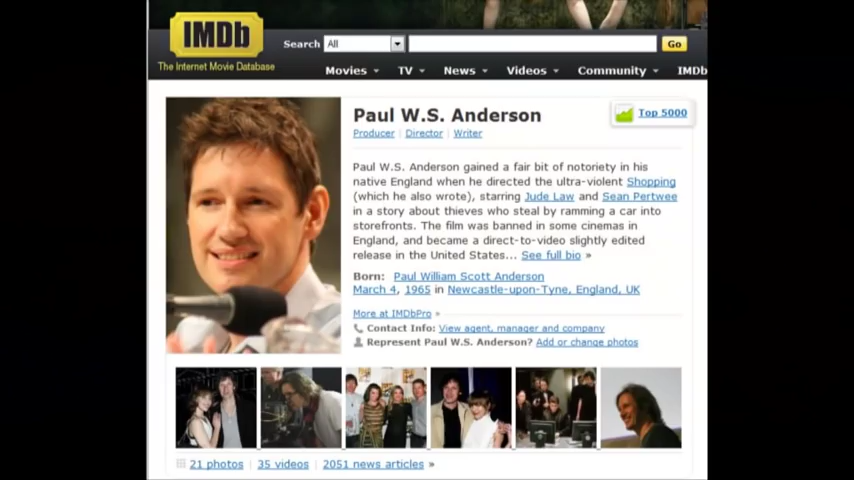 IMDb
The Internet Movie Database
Search All Go
Movies TV News Videos Community IMDb
Paul W.S. Anderson
Top 5000
Producer | Director | Writer
Paul W.S. Anderson gained a fair bit of notoriety in his
native England when he directed the ultra-violent Shopping
(which he also wrote), starring Jude Law and Sean Pertwee
in a story about thieves who steal by ramming a car into
storefronts. The film was banned in some cinemas in
England, and became a direct-to-video slightly edited
release in the United States... See full bio »
Born: Paul William Scott Anderson
March 4, 1965 in Newcastle-upon-Tyne, England, UK
More at IMDbPro »
Contact Info: View agent, manager and company
Represent Paul W.S. Anderson? Add or change photos
21 photos | 35 videos | 2051 news articles »